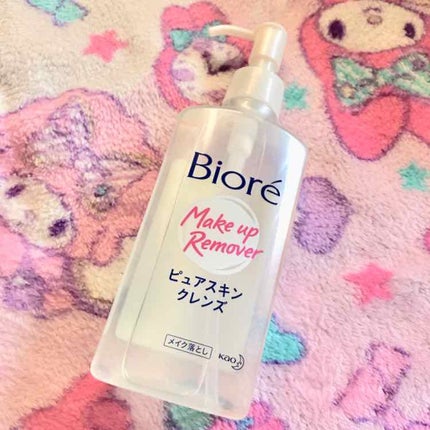 Bioré
Make up
Remover
ピュアスキン
クレンズ
メイク落とし
Kao